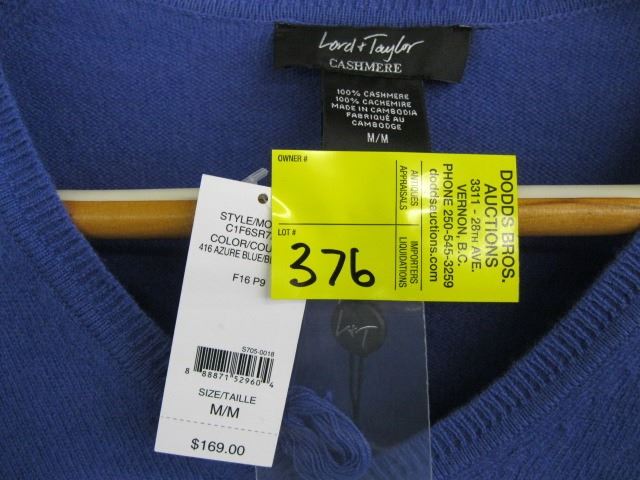 Lord + Taylor
CASHMERE
100% CASHMERE
100% CACHEMIRE
MADE IN CAMBODIA
FABRIQUÉ AU
CAMBODGE
M/M
OWNER #
LOT #
376
ANTIQUES
APPRAISALS
IMPORTERS
LIQUIDATIONS
DODDS BROS.
AUCTIONS
3311 - 28TH AVE.
VERNON, B.C.
PHONE 250-545-3259
doddsauctions.com
STYLE/MO
C1F6SR7
COLOR/COU
416 AZURE BLUE/B
F16 P9
S705-0018
8 88871 52960 4
SIZE/TAILLE
M/M
$169.00
L+T